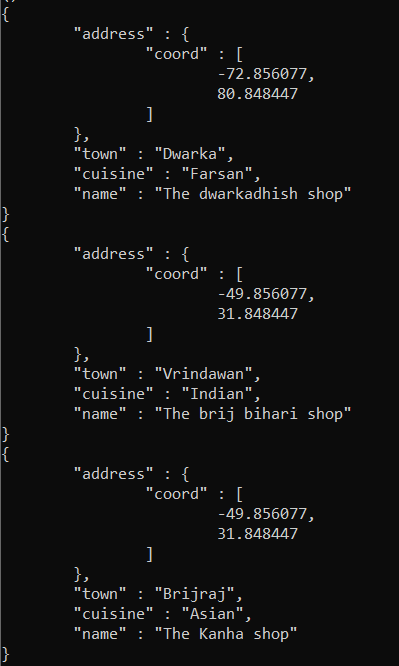 {
        "address" : {
                "coord" : [
                        -72.856077,
                        80.848447
                ]
        },
        "town" : "Dwarka",
        "cuisine" : "Farsan",
        "name" : "The dwarkadhish shop"
}
{
        "address" : {
                "coord" : [
                        -49.856077,
                        31.848447
                ]
        },
        "town" : "Vrindawan",
        "cuisine" : "Indian",
        "name" : "The brij bihari shop"
}
{
        "address" : {
                "coord" : [
                        -49.856077,
                        31.848447
                ]
        },
        "town" : "Brijraj",
        "cuisine" : "Asian",
        "name" : "The Kanha shop"
}